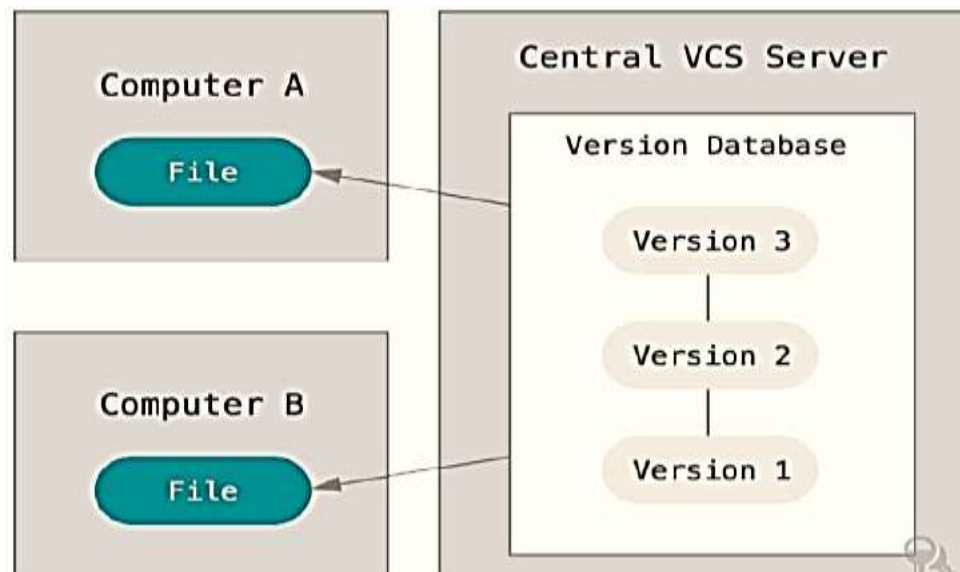 Computer A
File
Computer B
File
Central VCS Server
Version Database
Version 3
Version 2
Version 1